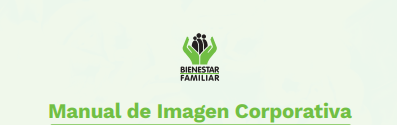 BIENESTAR
FAMILIAR
Manual de Imagen Corporativa